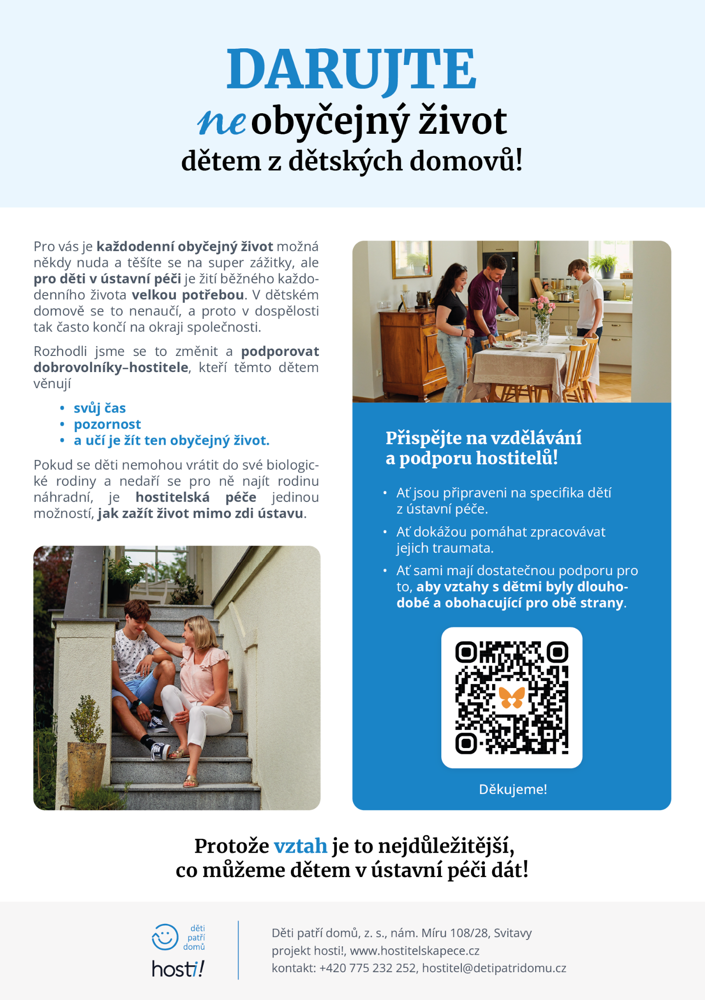 DARUJTE
neobyčejný život
dětem z dětských domovů!
Pro vás je každodenní obyčejný život možná
někdy nuda a těšíte se na super zážitky, ale
pro děti v ústavní péči je žití běžného každo-
denního života velkou potřebou. V dětském
domově se to nenaučí, a proto v dospělosti
tak často končí na okraji společnosti.
Rozhodli jsme se to změnit a podporovat
dobrovolníky–hostitele, kteří těmto dětem
věnují
• svůj čas
• pozornost
• a učí je žít ten obyčejný život.
Pokud se děti nemohou vrátit do své biologic-
ké rodiny a nedaří se pro ně najít rodinu
náhradní, je hostitelská péče jedinou
možností, jak zažít život mimo zdi ústavu.
Přispějte na vzdělávání
a podporu hostitelů!
• Ať jsou připraveni na specifika dětí
z ústavní péče.
• Ať dokážou pomáhat zpracovávat
jejich traumata.
• Ať sami mají dostatečnou podporu pro
to, aby vztahy s dětmi byly dlouho-
dobé a obohacující pro obě strany.
Děkujeme!
Protože vztah je to nejdůležitější,
co můžeme dětem v ústavní péči dát!
děti
patří
domů
hosti!
Děti patří domů, z. s., nám. Míru 108/28, Svitavy
projekt hosti!, www.hostitelskapece.cz
kontakt: +420 775 232 252, hostitel@detipatridomu.cz